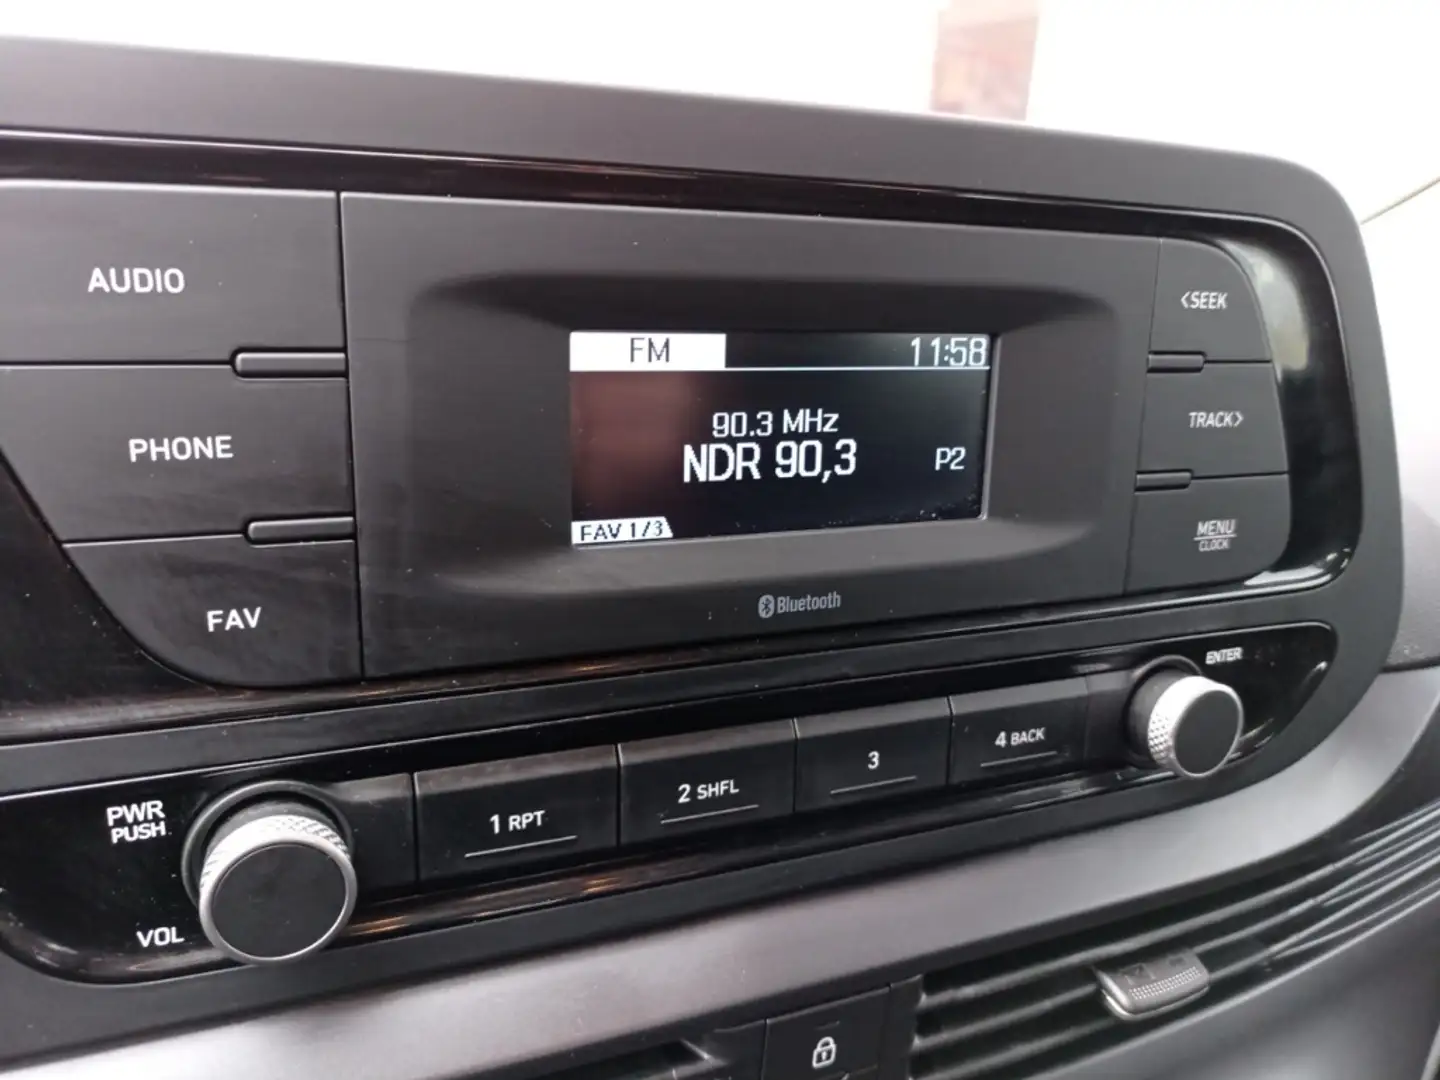 AUDIO
PHONE
FAV
FM 11:58
90.3 MHz
NDR 90,3 P2
FAV 1/3
Bluetooth
<SEEK
TRACK>
MENU
CLOCK
ENTER
PWR
PUSH
VOL
1 RPT
2 SHFL
3
4 BACK